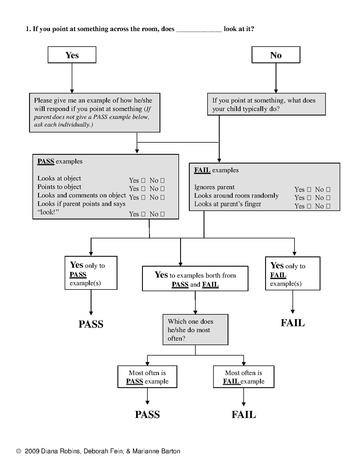 1. If you point at something across the room, does _____________ look at it?
Yes
No
Please give me an example of how he/she
will respond if you point at something (If
parent does not give a PASS example below,
ask each individually.)
If you point at something, what does
your child typically do?
PASS examples
Looks at object Yes □ No □
Points to object Yes □ No □
Looks and comments on object Yes □ No □
Looks if parent points and says
"look!" Yes □ No □
FAIL examples
Ignores parent Yes □ No □
Looks around room randomly Yes □ No □
Looks at parent's finger Yes □ No □
Yes only to
PASS
example(s)
Yes to examples borth from
PASS and FAIL
Yes only to
FAIL
example(s)
PASS
FAIL
Which one does
he/she do most
often?
Most often is
PASS example
Most often is
FAIL example
PASS
FAIL
© 2009 Diana Robins, Deborah Fein, & Marianne Barton